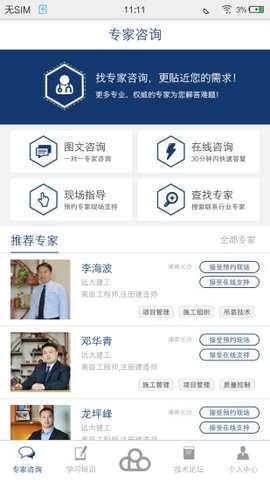 无SIM
11:11
3%
专家咨询
找专家咨询，更贴近您的需求！
更多专业、权威的专家为您解答难题！
图文咨询
一对一专家咨询
在线咨询
30分钟内快速答复
现场指导
预约专家现场支持
查找专家
搜索联系行业专家
推荐专家
全部专家
李海波
湖南长沙
接受预约现场
远大建工
接受在线支持
高级工程师,注册建造师
项目管理 施工组织 吊装技术
邓华青
湖南长沙
接受预约现场
远大建工
接受在线支持
高级工程师,注册建造师
施工管理 项目管理 质量控制
龙坪峰
湖南长沙
接受预约现场
远大建工
接受在线支持
专家咨询 学习培训 技术论坛 个人中心